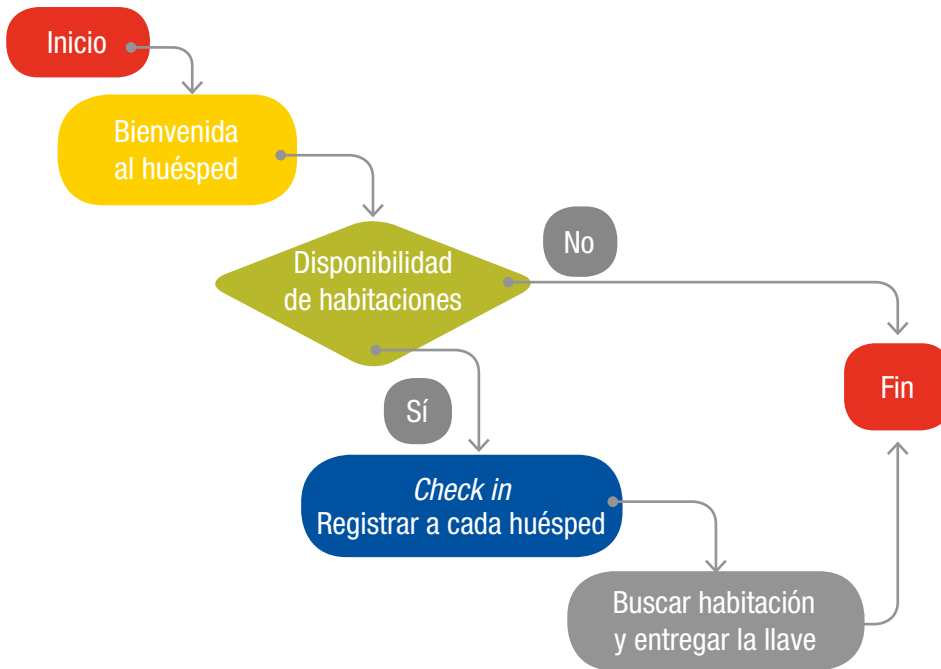 Inicio
Bienvenida
al huésped
Disponibilidad
de habitaciones
No
Sí
Fin
Check in
Registrar a cada huésped
Buscar habitación
y entregar la llave